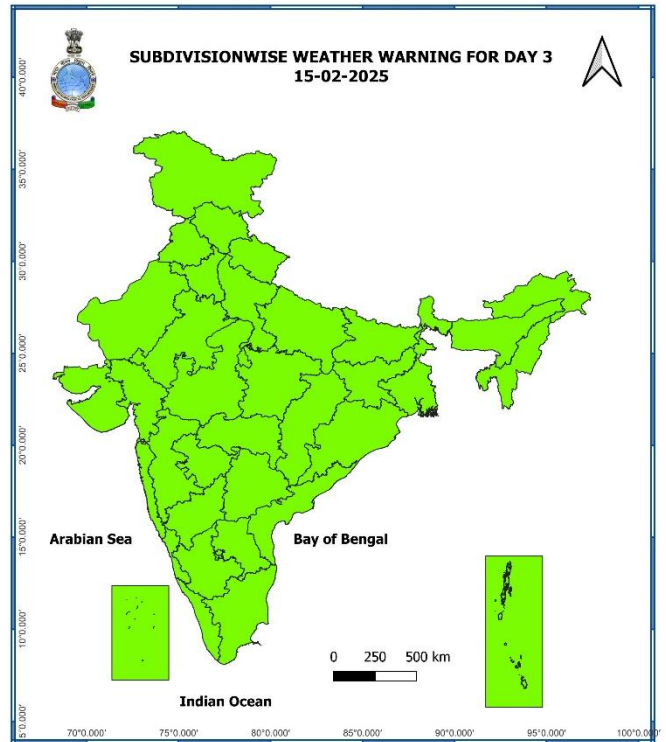 SUBDIVISIONWISE WEATHER WARNING FOR DAY 3
15-02-2025
40°0.000'
35°0.000'
30°0.000'
25°0.000'
20°0.000'
15°0.000'
10°0.000'
5°0.000'
Arabian Sea
Bay of Bengal
0 250 500 km
Indian Ocean
70°0.000' 75°0.000' 80°0.000' 85°0.000' 90°0.000' 95°0.000' 100°0.000'